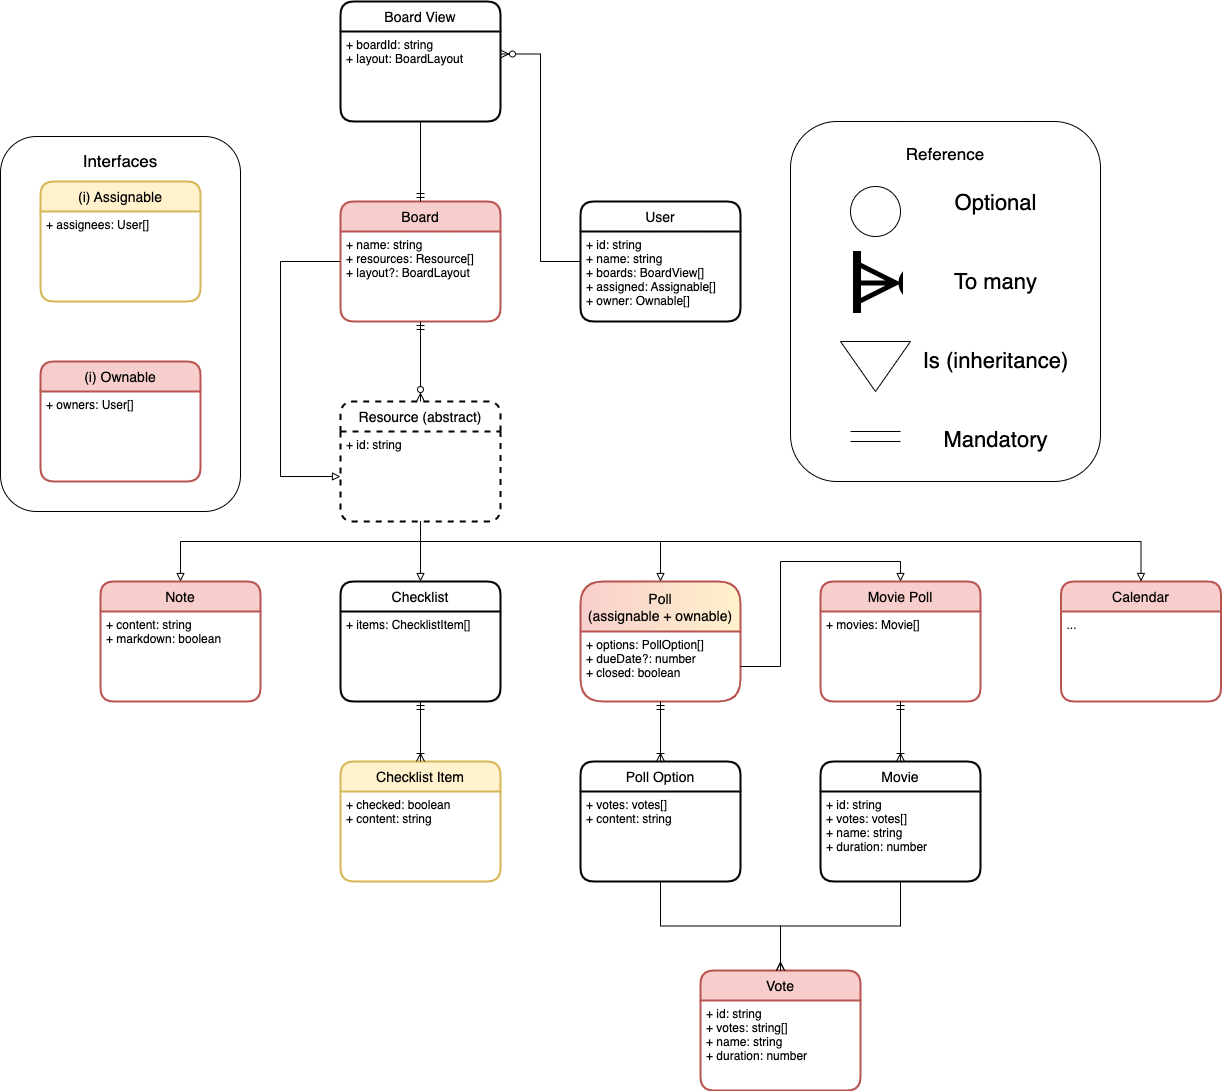 Board View
+ boardId: string
+ layout: BoardLayout
Interfaces
(i) Assignable
+ assignees: User[]
(i) Ownable
+ owners: User[]
Board
+ name: string
+ resources: Resource[]
+ layout?: BoardLayout
User
+ id: string
+ name: string
+ boards: BoardView[]
+ assigned: Assignable[]
+ owner: Ownable[]
Reference
Optional
To many
Is (inheritance)
Mandatory
Resource (abstract)
+ id: string
Note
+ content: string
+ markdown: boolean
Checklist
+ items: ChecklistItem[]
Poll
(assignable + ownable)
+ options: PollOption[]
+ dueDate?: number
+ closed: boolean
Movie Poll
+ movies: Movie[]
Calendar
...
Checklist Item
+ checked: boolean
+ content: string
Poll Option
+ votes: votes[]
+ content: string
Movie
+ id: string
+ votes: votes[]
+ name: string
+ duration: number
Vote
+ id: string
+ votes: string[]
+ name: string
+ duration: number